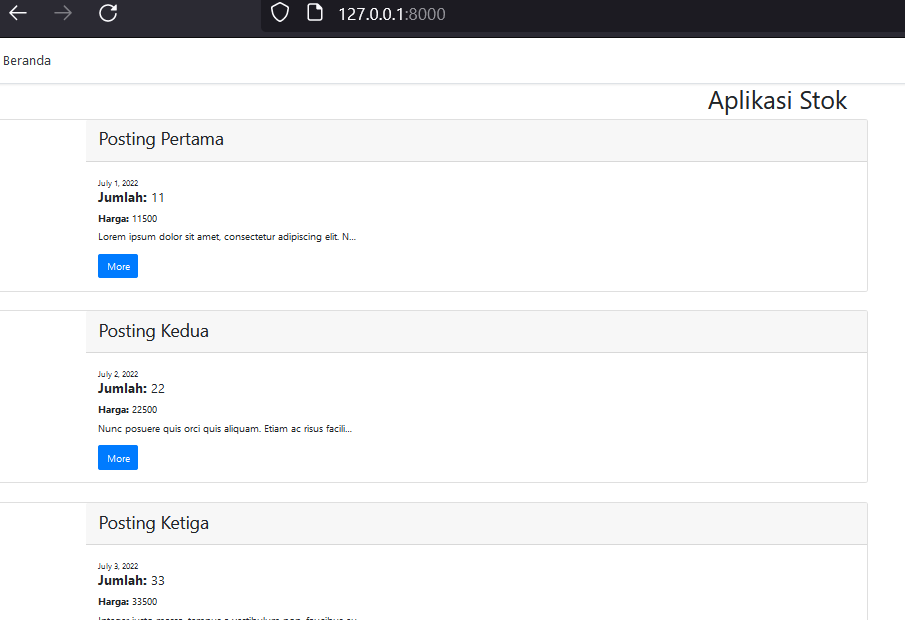 127.0.0.1:8000
Beranda
Aplikasi Stok
Posting Pertama
July 1, 2022
Jumlah: 11
Harga: 11500
Lorem ipsum dolor sit amet, consectetur adipiscing elit. N...
More
Posting Kedua
July 2, 2022
Jumlah: 22
Harga: 22500
Nunc posuere quis orci quis aliquam. Etiam ac risus facili...
More
Posting Ketiga
July 3, 2022
Jumlah: 33
Harga: 33500